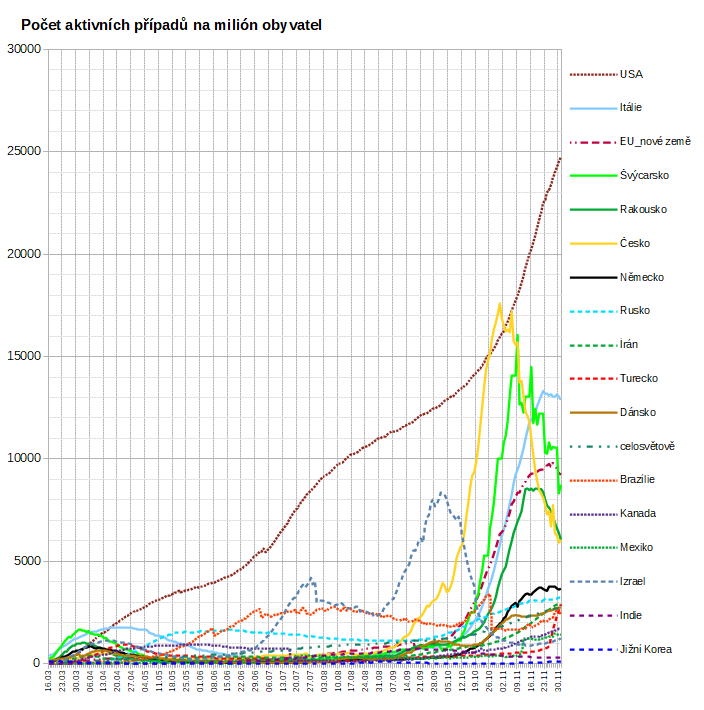 Počet aktivních případů na milión obyvatel
30000
25000
20000
15000
10000
5000
0
16.03 23.03 30.03 06.04 13.04 20.04 27.04 04.05 11.05 18.05 25.05 01.06 08.06 15.06 22.06 29.06 06.07 13.07 20.07 27.07 03.08 10.08 17.08 24.08 31.08 07.09 14.09 21.09 28.09 05.10 12.10 19.10 26.10 02.11 09.11 16.11 23.11 30.11
USA
Itálie
EU_nové země
Švýcarsko
Rakousko
Česko
Německo
Rusko
Írán
Turecko
Dánsko
celosvětově
Brazílie
Kanada
Mexiko
Izrael
Indie
Jižní Korea